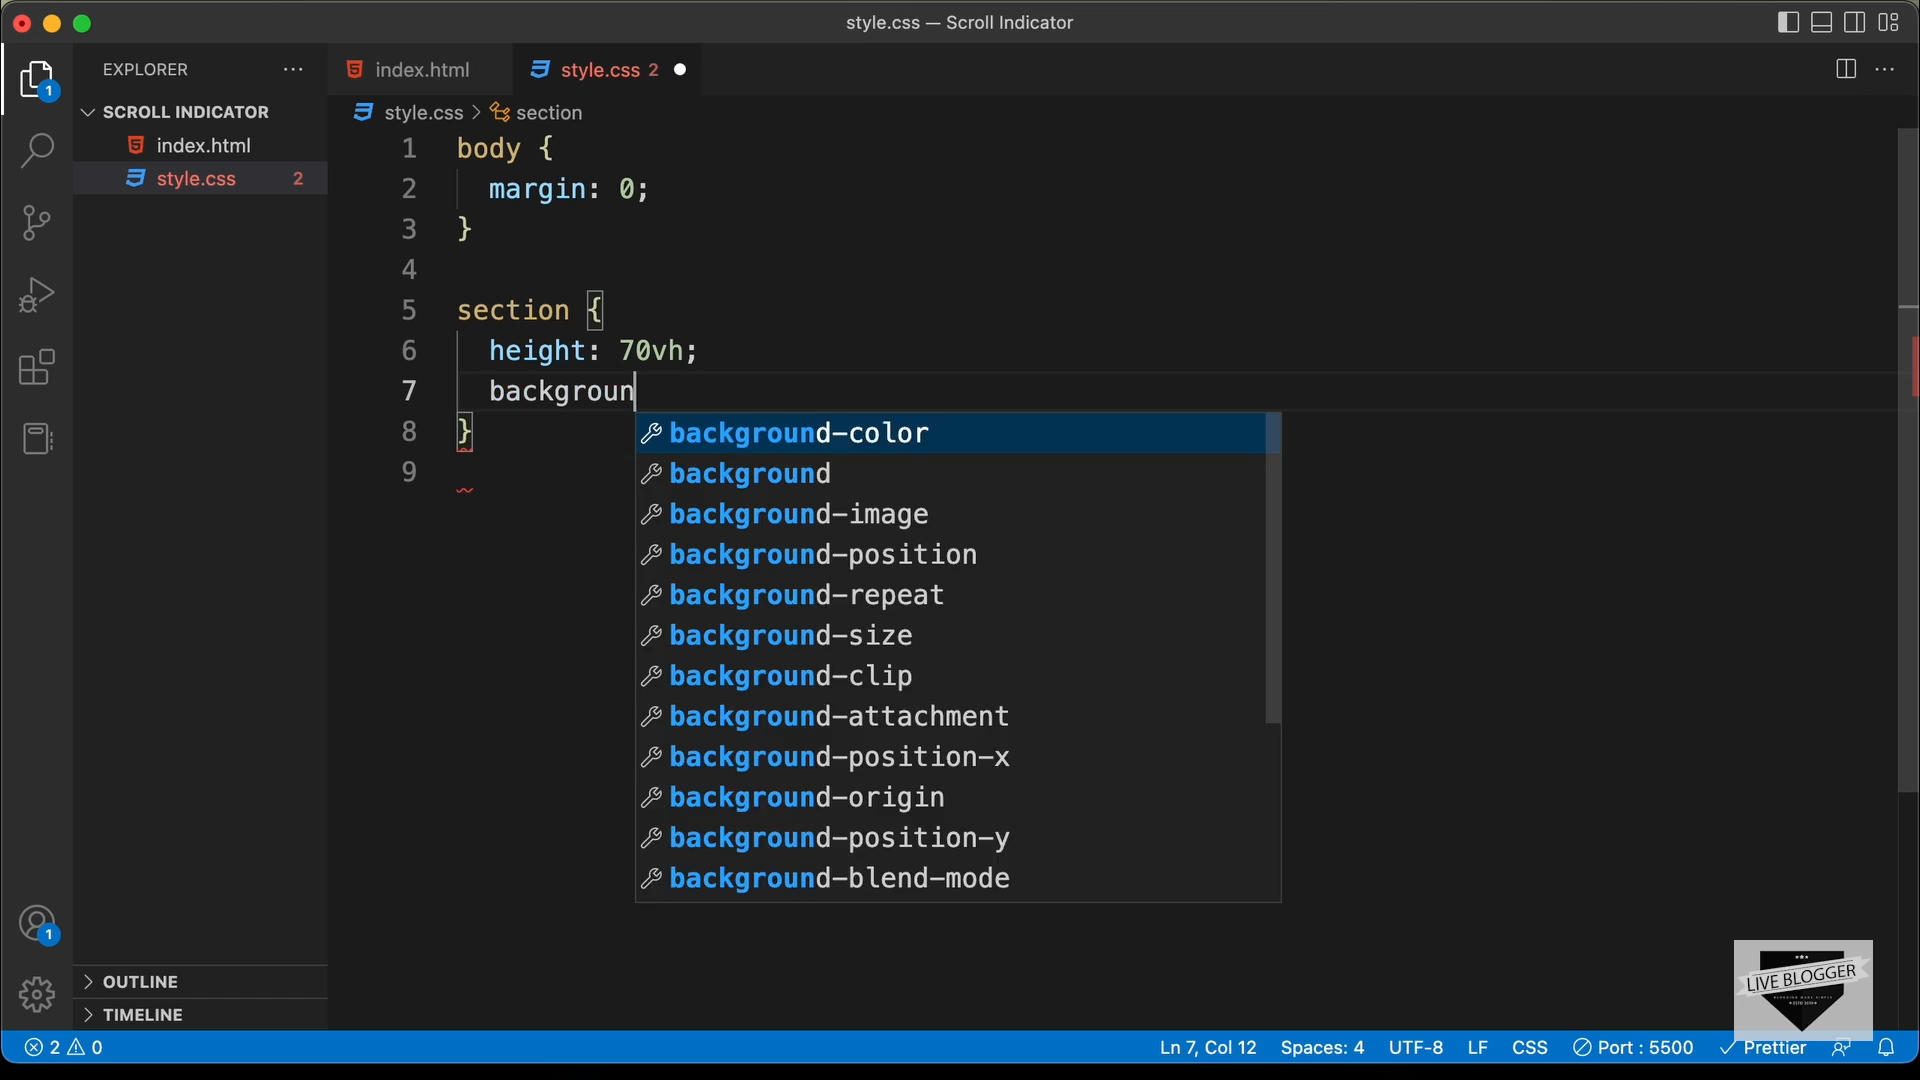 style.css — Scroll Indicator
EXPLORER
index.html
style.css 2
1
SCROLL INDICATOR
index.html
style.css 2
style.css > section
1 body {
2 margin: 0;
3 }
4
5 section {
6 height: 70vh;
7 backgroun
8 }
9
background-color
background
background-image
background-position
background-repeat
background-size
background-clip
background-attachment
background-position-x
background-origin
background-position-y
background-blend-mode
1
OUTLINE
TIMELINE
LIVE BLOGGER
2 0
Ln 7, Col 12 Spaces: 4 UTF-8 LF CSS Port : 5500 Prettier